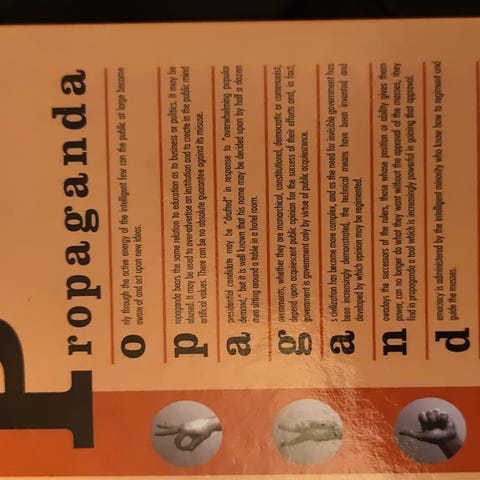 Propaganda
only through the active energy of the intelligent few can the public at large become
aware of and act upon new ideas.
propaganda bears the same relation to education as to business or politics. It may be
abused. It may be used to over-advertise an institution and to create in the public mind
artificial values. There can be no absolute guarantee against its misuse.
a presidential candidate may be "drafted" in response to "overwhelming popular
demand," but it is well known that his name may be decided upon by half a dozen
men sitting around a table in a hotel room.
governments, whether they are monarchical, constitutional, democratic or communist,
depend upon acquiescent public opinion for the success of their efforts and, in fact,
government is government only by virtue of public acquiescence.
as civilization has become more complex, and as the need for invisible government has
been increasingly demonstrated, the technical means have been invented and
developed by which opinion may be regimented.
nowadays the successors of the rulers, those whose position or ability gives them
power, can no longer do what they want without the approval of the masses, they
find in propaganda a tool which is increasingly powerful in gaining that approval.
democracy is administered by the intelligent minority who know how to regiment and
guide the masses.